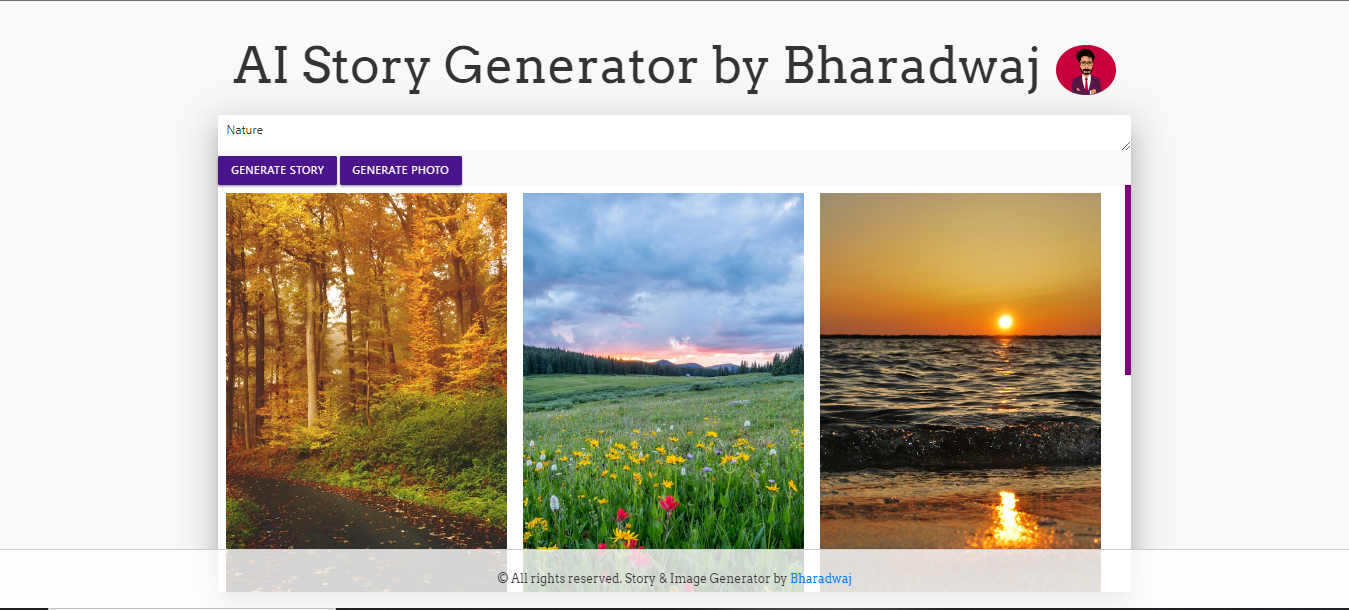 AI Story Generator by Bharadwaj
Nature
GENERATE STORY GENERATE PHOTO
© All rights reserved. Story & Image Generator by Bharadwaj